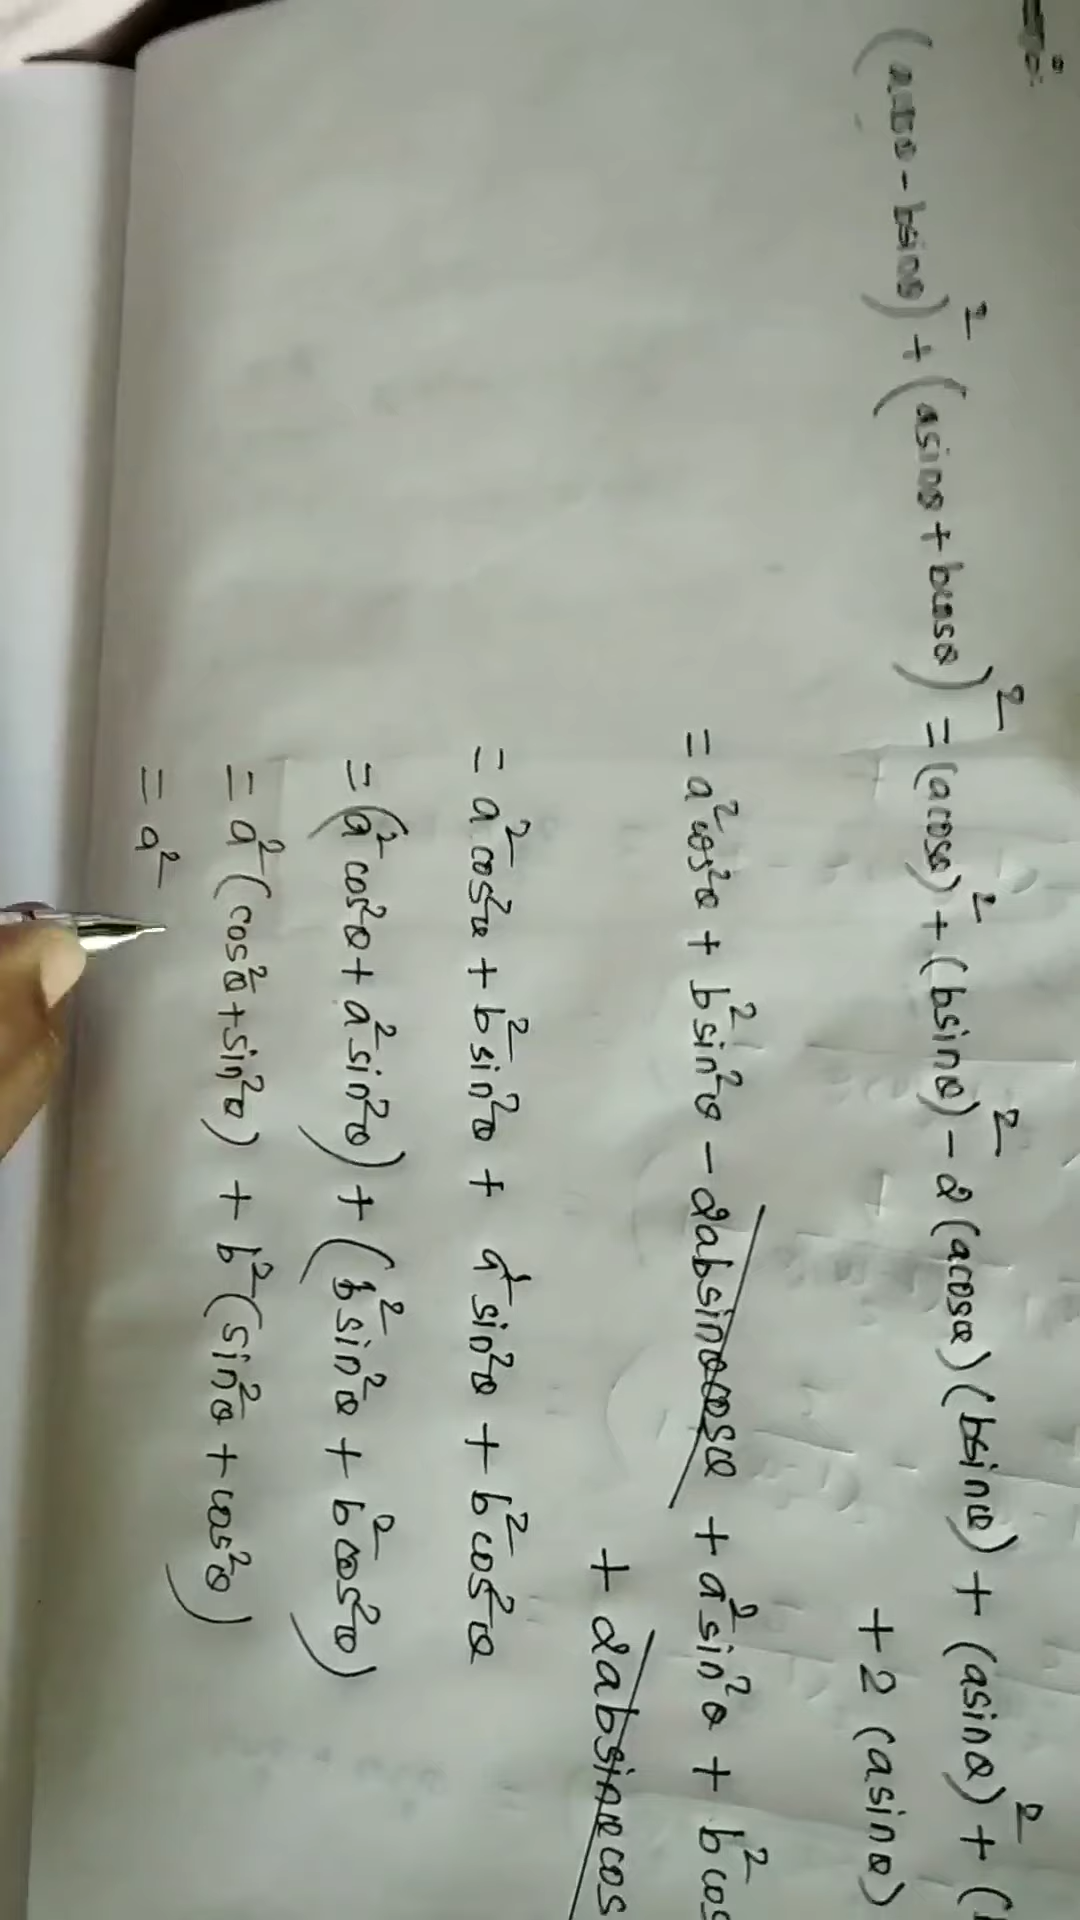 (acosθ - bsinθ)² + (asinθ + bcosθ)² = (acosθ)² + (bsinθ)² - 2(acosθ)(bsinθ) + (asinθ)² + (
+ 2 (asinθ)
= a²cos²θ + b²sin²θ - 2absinθcosθ + a²sin²θ + b²cos
+ 2absinθcos
= a²cos²θ + b²sin²θ + a²sin²θ + b²cos²θ
= (a²cos²θ + a²sin²θ) + (b²sin²θ + b²cos²θ)
= a²(cos²θ + sin²θ) + b²(sin²θ + cos²θ)
= a²